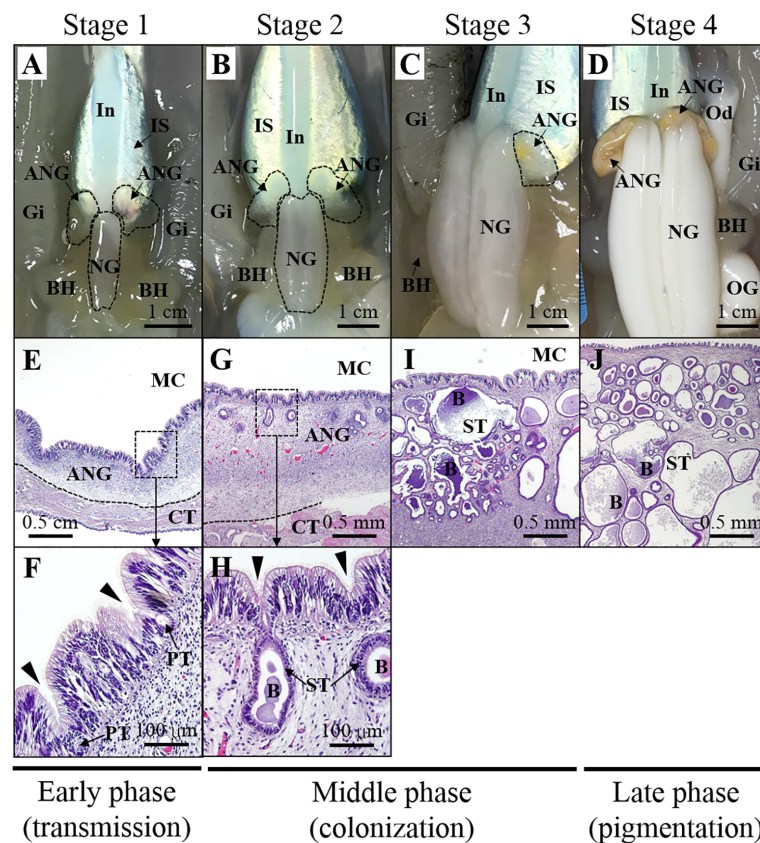 Stage 1 Stage 2 Stage 3 Stage 4
A
In
IS
ANG ANG
Gi
Gi
NG
BH BH
1 cm
B
IS
In
ANG ANG
Gi
NG
BH BH
1 cm
C
Gi
In
IS
ANG
NG
BH
1 cm
D
ANG
IS
In
Od
ANG
Gi
NG
BH
OG
1 cm
E
MC
ANG
CT
0.5 cm
G
MC
ANG
CT
0.5 mm
I
MC
B
ST
B
0.5 mm
J
B
ST
B
0.5 mm
F
PT
PT
100 μm
H
ST
B
B
100 μm
Early phase
(transmission)
Middle phase
(colonization)
Late phase
(pigmentation)